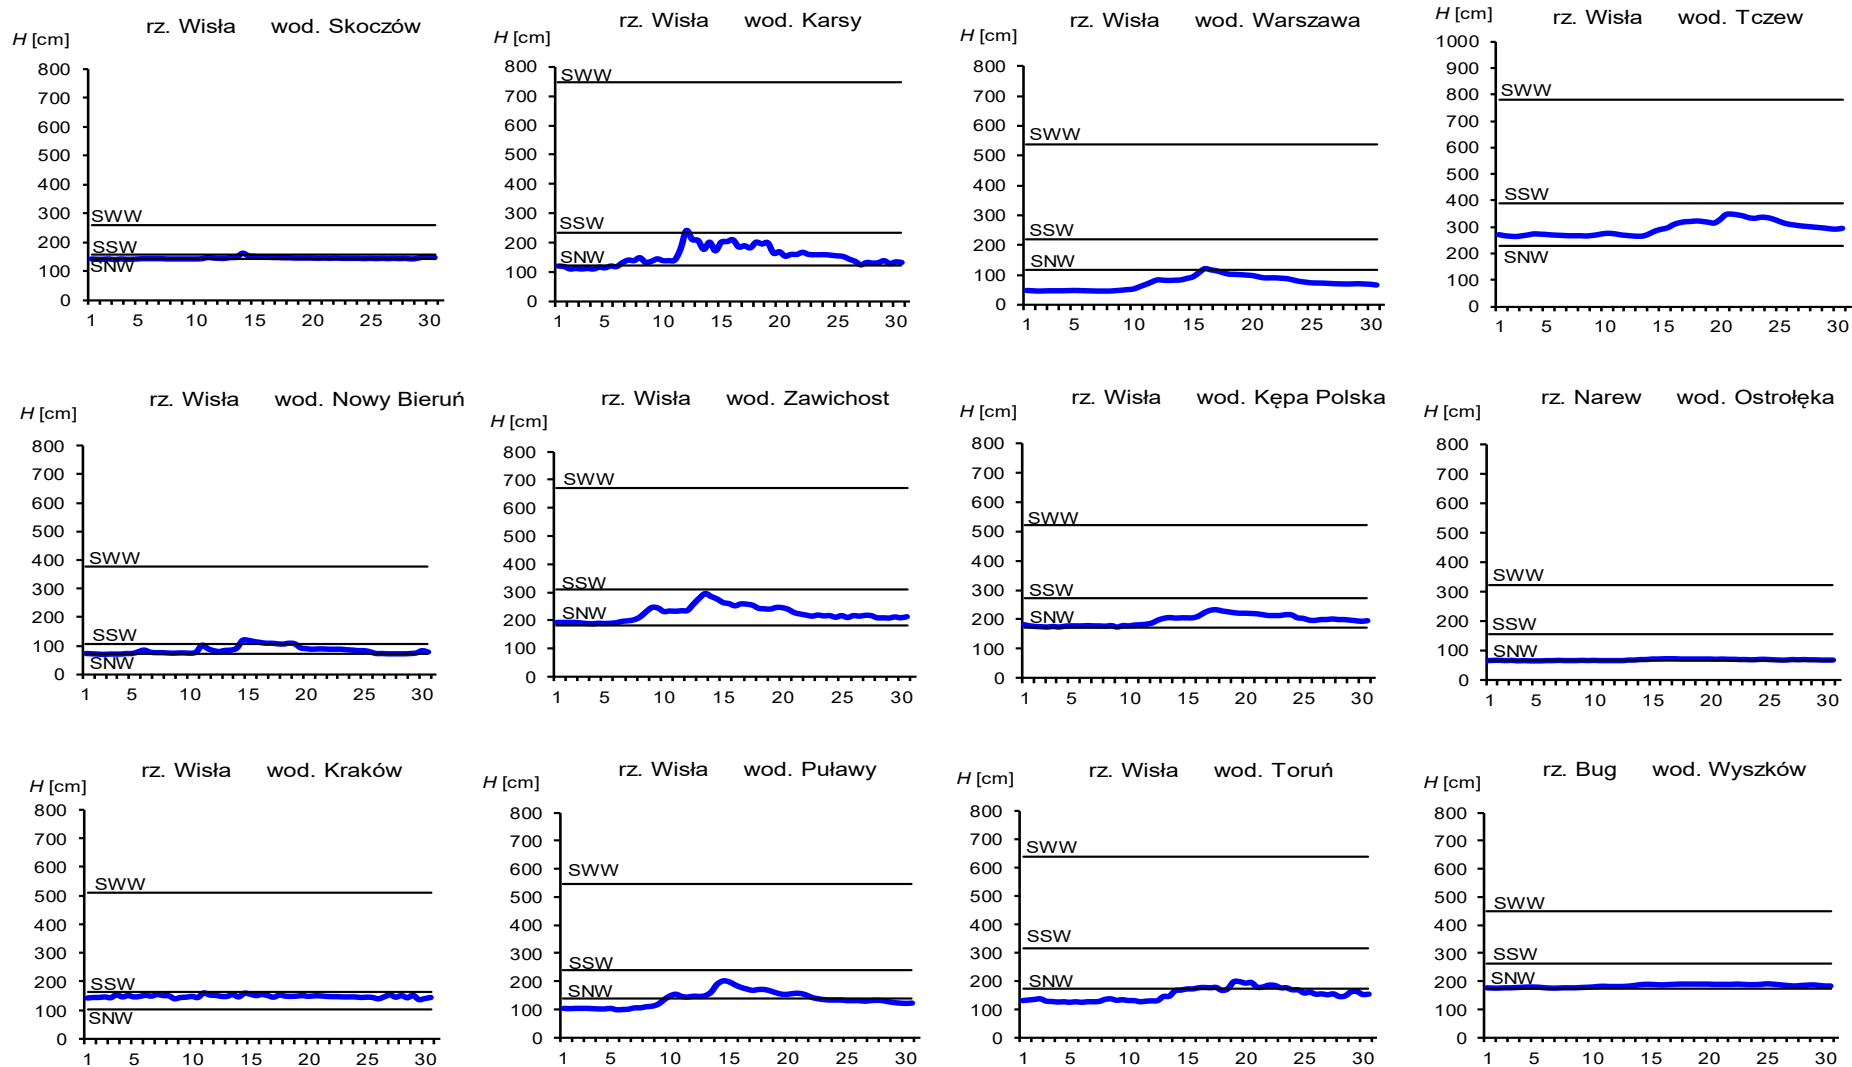 rz. Wisła wod. Skoczów
H [cm]
800
700
600
500
400
300
200
100
0
SWW
SSW
SNW
1 5 10 15 20 25 30
rz. Wisła wod. Karsy
H [cm]
800
700
600
500
400
300
200
100
0
SWW
SSW
SNW
1 5 10 15 20 25 30
rz. Wisła wod. Warszawa
H [cm]
800
700
600
500
400
300
200
100
0
SWW
SSW
SNW
1 5 10 15 20 25 30
rz. Wisła wod. Tczew
H [cm]
1000
900
800
700
600
500
400
300
200
100
0
SWW
SSW
SNW
1 5 10 15 20 25 30
rz. Wisła wod. Nowy Bieruń
H [cm]
800
700
600
500
400
300
200
100
0
SWW
SSW
SNW
1 5 10 15 20 25 30
rz. Wisła wod. Zawichost
H [cm]
800
700
600
500
400
300
200
100
0
SWW
SSW
SNW
1 5 10 15 20 25 30
rz. Wisła wod. Kępa Polska
H [cm]
800
700
600
500
400
300
200
100
0
SWW
SSW
SNW
1 5 10 15 20 25 30
rz. Narew wod. Ostrołęka
H [cm]
800
700
600
500
400
300
200
100
0
SWW
SSW
SNW
1 5 10 15 20 25 30
rz. Wisła wod. Kraków
H [cm]
800
700
600
500
400
300
200
100
0
SWW
SSW
SNW
1 5 10 15 20 25 30
rz. Wisła wod. Puławy
H [cm]
800
700
600
500
400
300
200
100
0
SWW
SSW
SNW
1 5 10 15 20 25 30
rz. Wisła wod. Toruń
H [cm]
800
700
600
500
400
300
200
100
0
SWW
SSW
SNW
1 5 10 15 20 25 30
rz. Bug wod. Wyszków
H [cm]
800
700
600
500
400
300
200
100
0
SWW
SSW
SNW
1 5 10 15 20 25 30